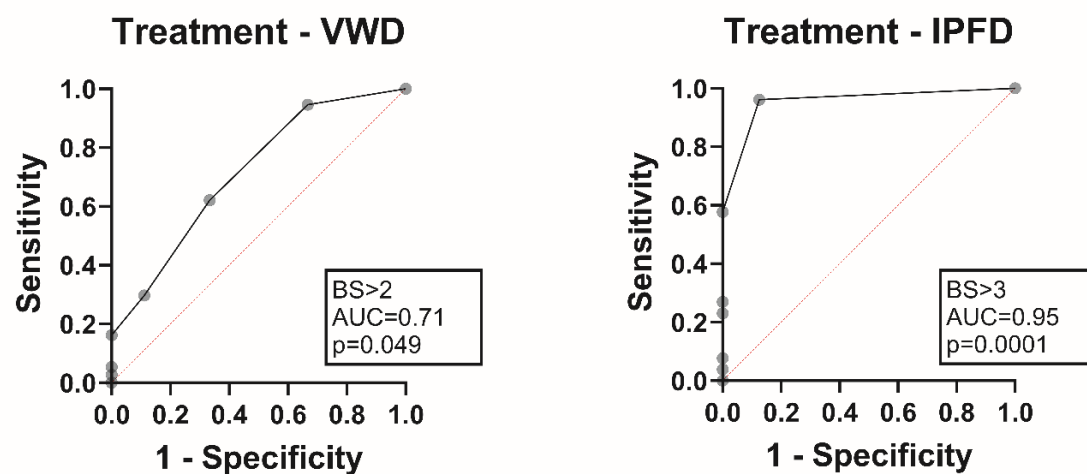 Treatment - VWD
Sensitivity
1.0
0.8
0.6
0.4
0.2
0.0
0.0 0.2 0.4 0.6 0.8 1.0
1 - Specificity
BS>2
AUC=0.71
p=0.049
Treatment - IPFD
Sensitivity
1.0
0.8
0.6
0.4
0.2
0.0
0.0 0.2 0.4 0.6 0.8 1.0
1 - Specificity
BS>3
AUC=0.95
p=0.0001